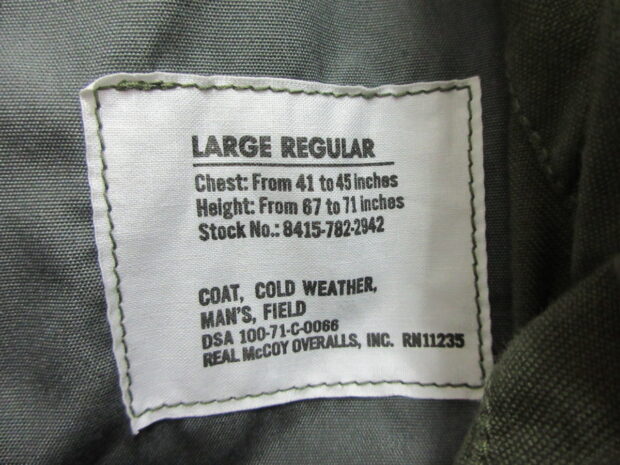 LARGE REGULAR
Chest: From 41 to 45 inches
Height: From 67 to 71 inches
Stock No.: 8415-782-2942
COAT, COLD WEATHER,
MAN'S, FIELD
DSA 100-71-C-0066
REAL McCOY OVERALLS, INC. RN11235